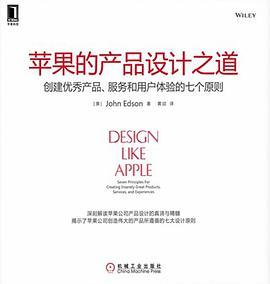 WILEY
苹果的产品设计之道
创建优秀产品、服务和用户体验的七个原则
[美] John Edson 著 黄喆 译
DESIGN
LIKE
APPLE
Seven Principles For
Creating Insanely Great Products,
Services, and Experiences
深刻解读苹果公司产品设计的真谛与精髓
揭示了苹果公司创造伟大的产品所遵循的七大设计原则
机械工业出版社
China Machine Press